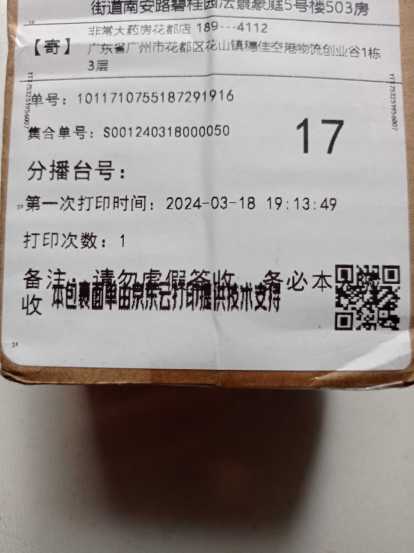 街道南安路碧桂园法景豪庭5号楼503房
非常大药房花都店 189---4112
【寄】广东省广州市花都区花山镇穗佳空港物流创业谷1栋
3层
单号：1011710755187291916
集合单号：S001240318000050
17
分播台号：
第一次打印时间：2024-03-18 19:13:49
打印次数：1
备注：请勿虚假签收，务必本人签
收
本包裹面单由京东云打印提供技术支持